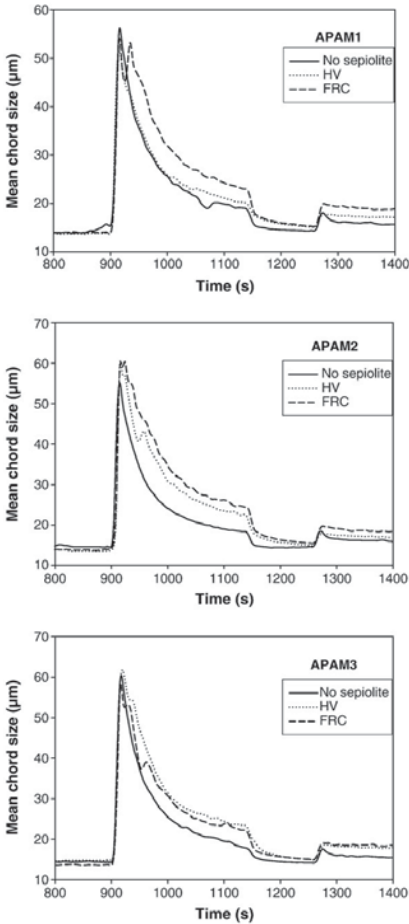 60
50
40
30
20
10
Mean chord size (µm)
APAM1
No sepiolite
HV
FRC
800 900 1000 1100 1200 1300 1400
Time (s)
70
60
50
40
30
20
10
Mean chord size (µm)
APAM2
No sepiolite
HV
FRC
800 900 1000 1100 1200 1300 1400
Time (s)
70
60
50
40
30
20
10
Mean chord size (µm)
APAM3
No sepiolite
HV
FRC
800 900 1000 1100 1200 1300 1400
Time (s)